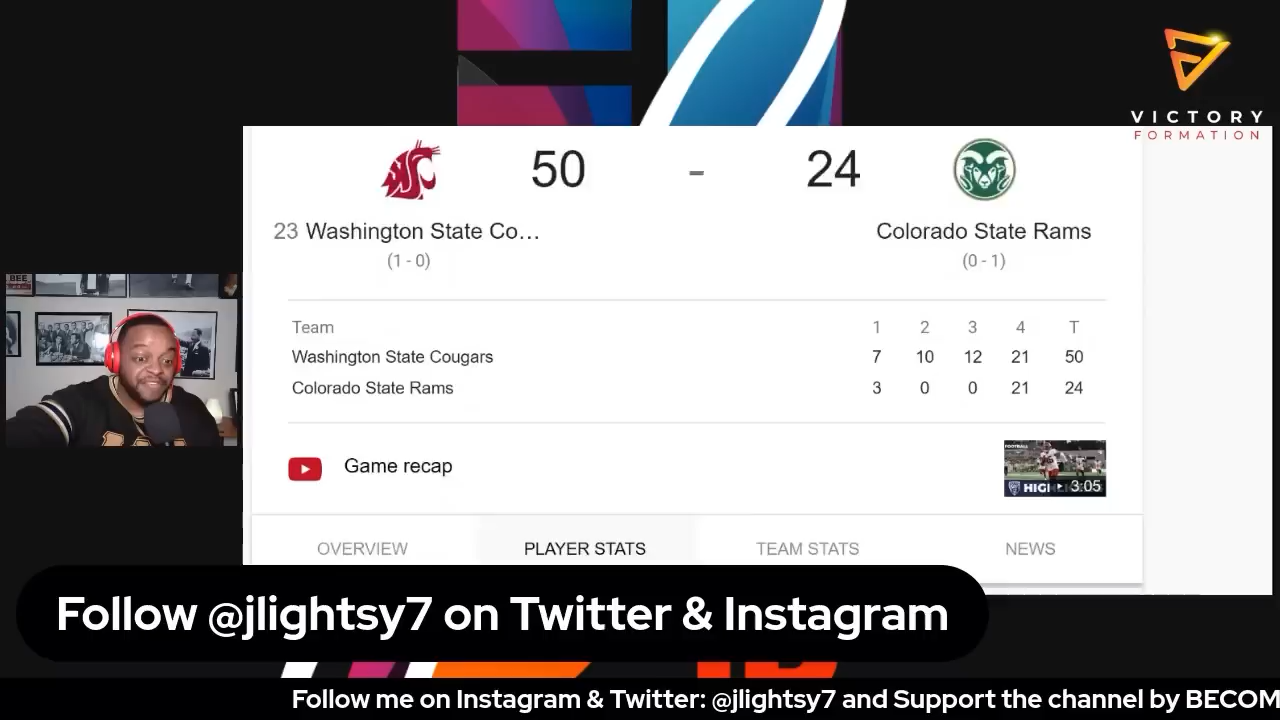 VICTORY
FORMATION
50 - 24
23 Washington State Co...
Colorado State Rams
(1 - 0)
(0 - 1)
Team 1 2 3 4 T
Washington State Cougars 7 10 12 21 50
Colorado State Rams 3 0 0 21 24
BEE
FOOTBALL
Game recap
3:05
OVERVIEW PLAYER STATS TEAM STATS NEWS
Follow @jlightsy7 on Twitter & Instagram
Follow me on Instagram & Twitter: @jlightsy7 and Support the channel by BECOM